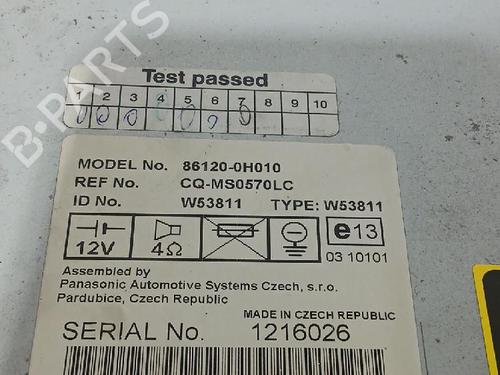 B-PARTS
Test passed
1 2 3 4 5 6 7 8 9 10
MODEL No. 86120-0H010
REF No. CQ-MS0570LC
ID No. W53811 TYPE: W53811
12V 4Ω e13
03 10101
Assembled by
Panasonic Automotive Systems Czech, s.r.o.
Pardubice, Czech Republic
MADE IN CZECH REPUBLIC
SERIAL No. 1216026